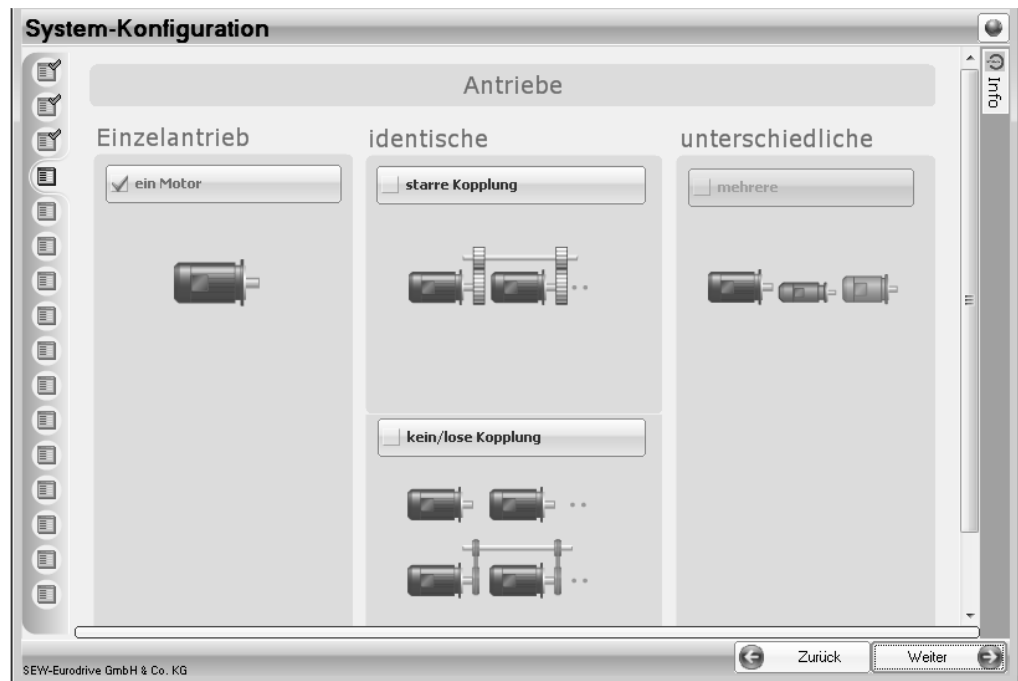 System-Konfiguration
Info
Antriebe
Einzelantrieb
identische
unterschiedliche
ein Motor
starre Kopplung
mehrere
kein/lose Kopplung
SEW-Eurodrive GmbH & Co. KG
Zurück
Weiter